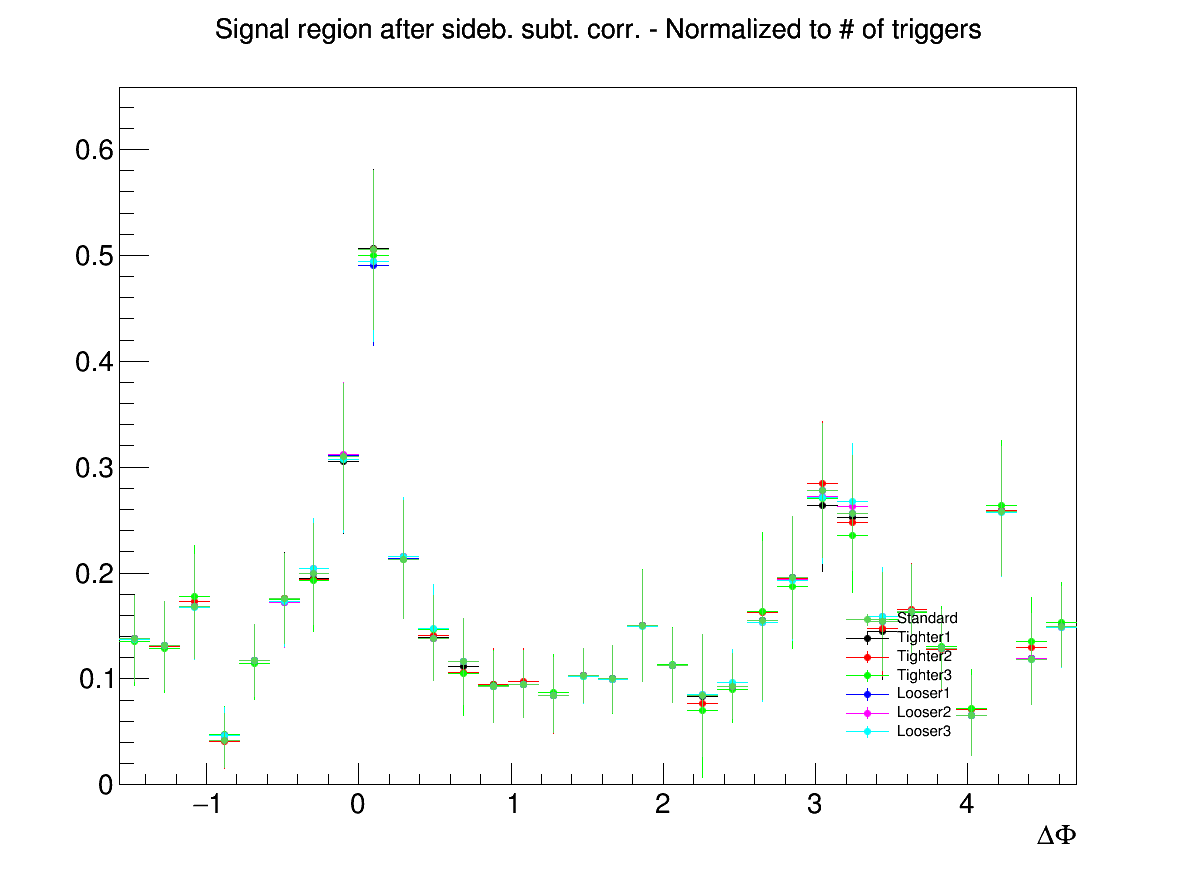 Signal region after sideb. subt. corr. - Normalized to # of triggers
0.6
0.5
0.4
0.3
0.2
0.1
0
Standard
Tighter1
Tighter2
Tighter3
Looser1
Looser2
Looser3
−1 0 1 2 3 4
ΔΦ